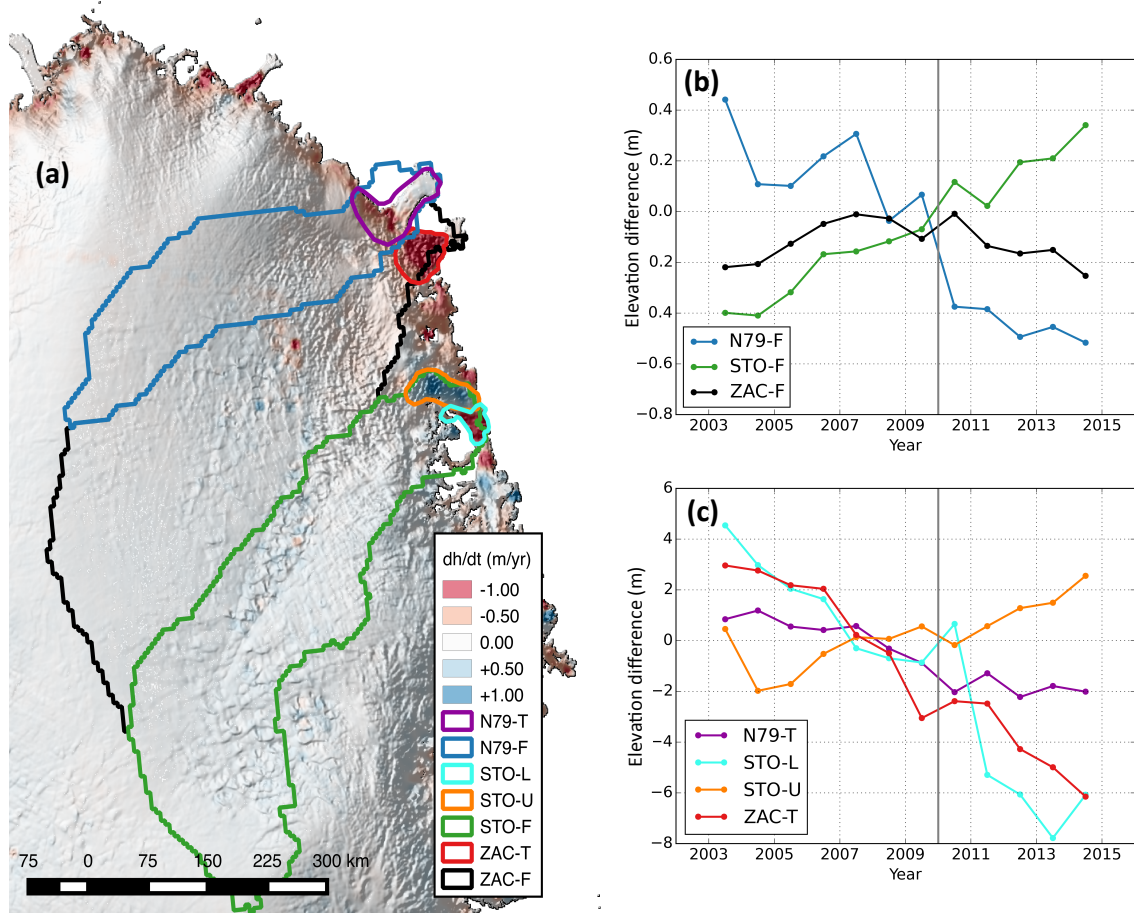 (a)
dh/dt (m/yr)
-1.00
-0.50
0.00
+0.50
+1.00
N79-T
N79-F
STO-L
STO-U
STO-F
ZAC-T
ZAC-F
75 0 75 150 225 300 km
(b)
Elevation difference (m)
0.6
0.4
0.2
0.0
0.2
0.4
−0.6
−0.8
N79-F
STO-F
ZAC-F
2003 2005 2007 2009 2011 2013 2015
Year
(c)
Elevation difference (m)
6
4
2
0
−2
−4
−6
−8
N79-T
STO-L
STO-U
ZAC-T
2003 2005 2007 2009 2011 2013 2015
Year